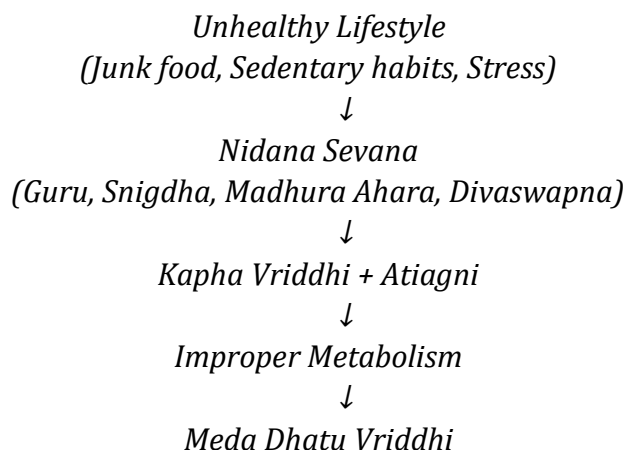 Unhealthy Lifestyle
(Junk food, Sedentary habits, Stress)
↓
Nidana Sevana
(Guru, Snigdha, Madhura Ahara, Divaswapna)
↓
Kapha Vriddhi + Atiagni
↓
Improper Metabolism
↓
Meda Dhatu Vriddhi